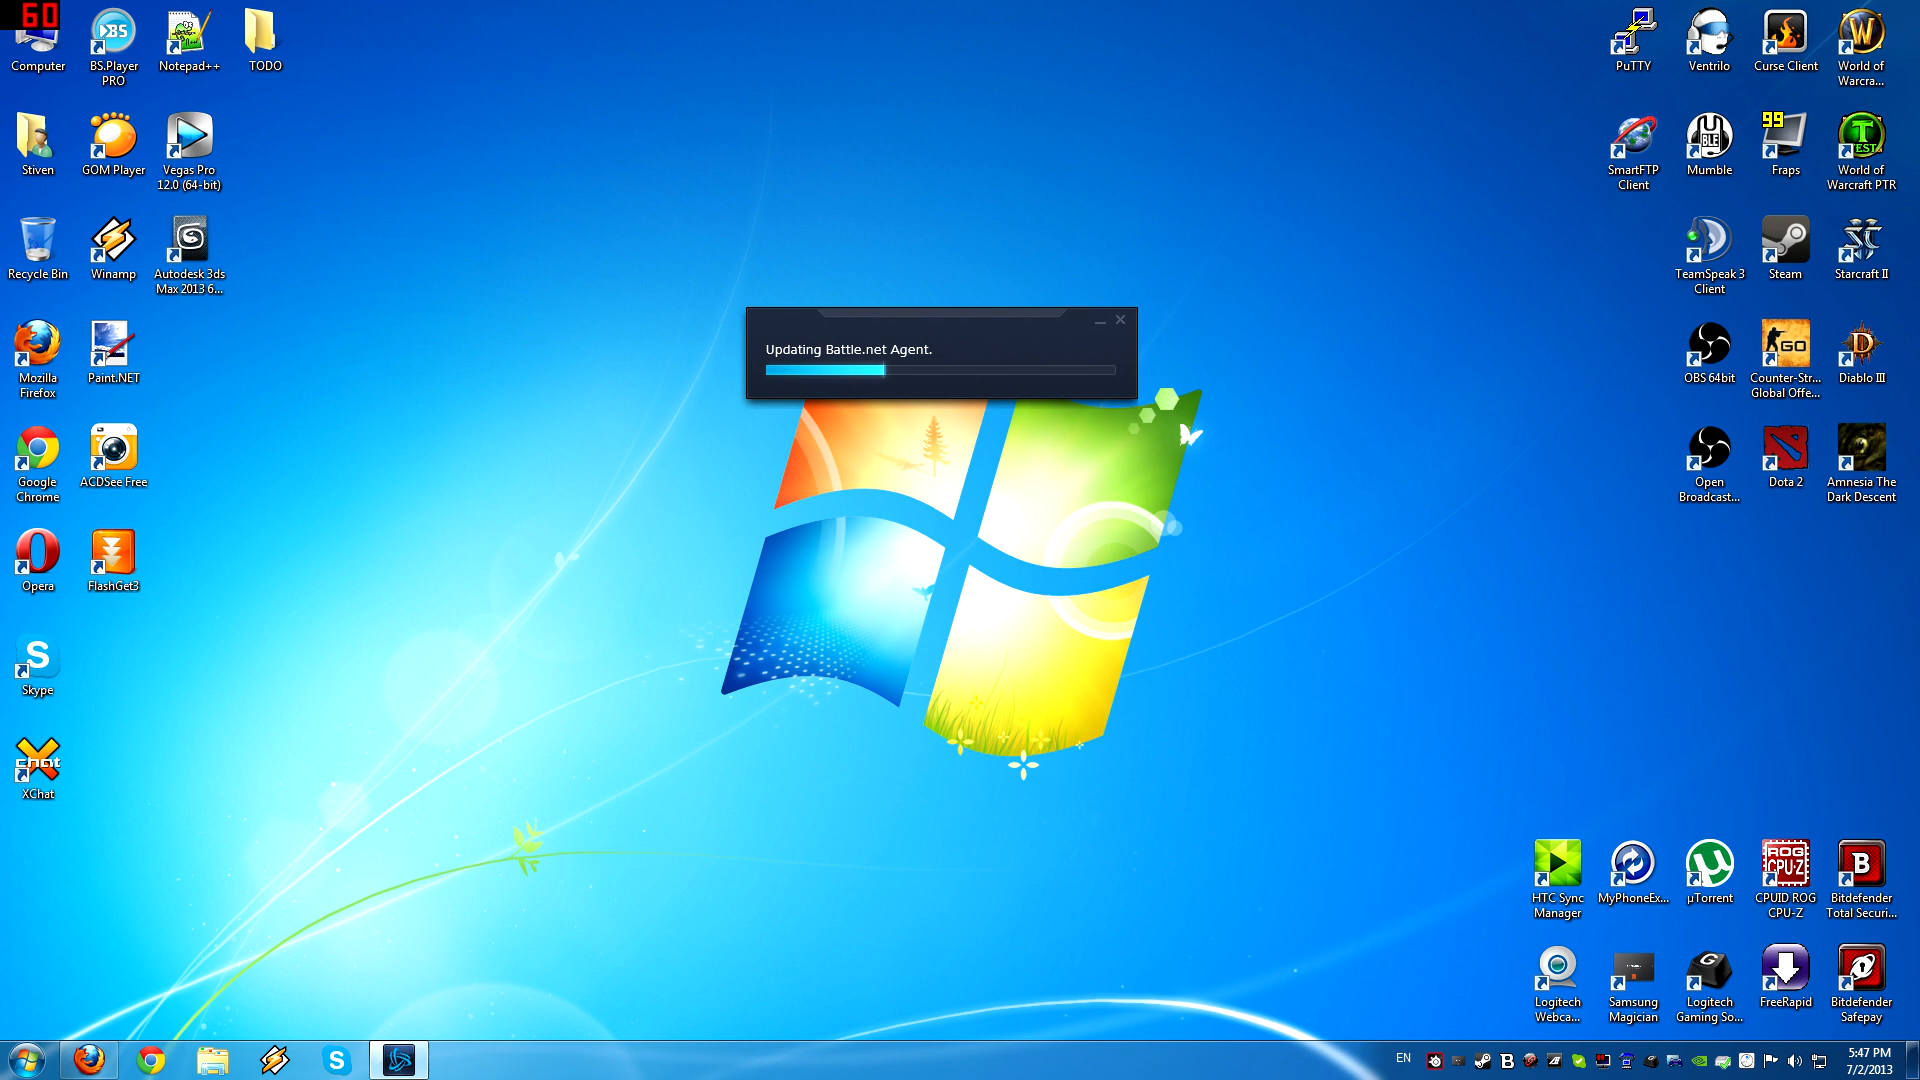 60
Computer
BS.Player
PRO
Notepad++
TODO
Stiven
GOM Player
Vegas Pro
12.0 (64-bit)
Recycle Bin
Winamp
Autodesk 3ds
Max 2013 6...
Mozilla
Firefox
Paint.NET
Google
Chrome
ACDSee Free
Opera
FlashGet3
Skype
XChat
Updating Battle.net Agent.
PuTTY
Ventrilo
Curse Client
World of
Warcra...
SmartFTP
Client
Mumble
99
Fraps
World of
Warcraft PTR
TeamSpeak 3
Client
Steam
Starcraft II
OBS 64bit
Counter-Str...
Global Offe...
Diablo III
Open
Broadcast...
Dota 2
Amnesia The
Dark Descent
HTC Sync
Manager
MyPhoneEx...
µTorrent
CPUID ROG
CPU-Z
Bitdefender
Total Securi...
Logitech
Webca...
Samsung
Magician
Logitech
Gaming So...
FreeRapid
Bitdefender
Safepay
EN
5:47 PM
7/2/2013